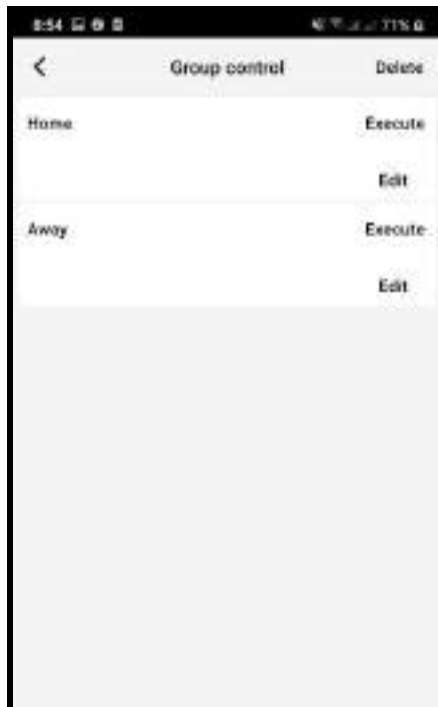 8:54 71%
Group control Delete
Home Execute
Edit
Away Execute
Edit